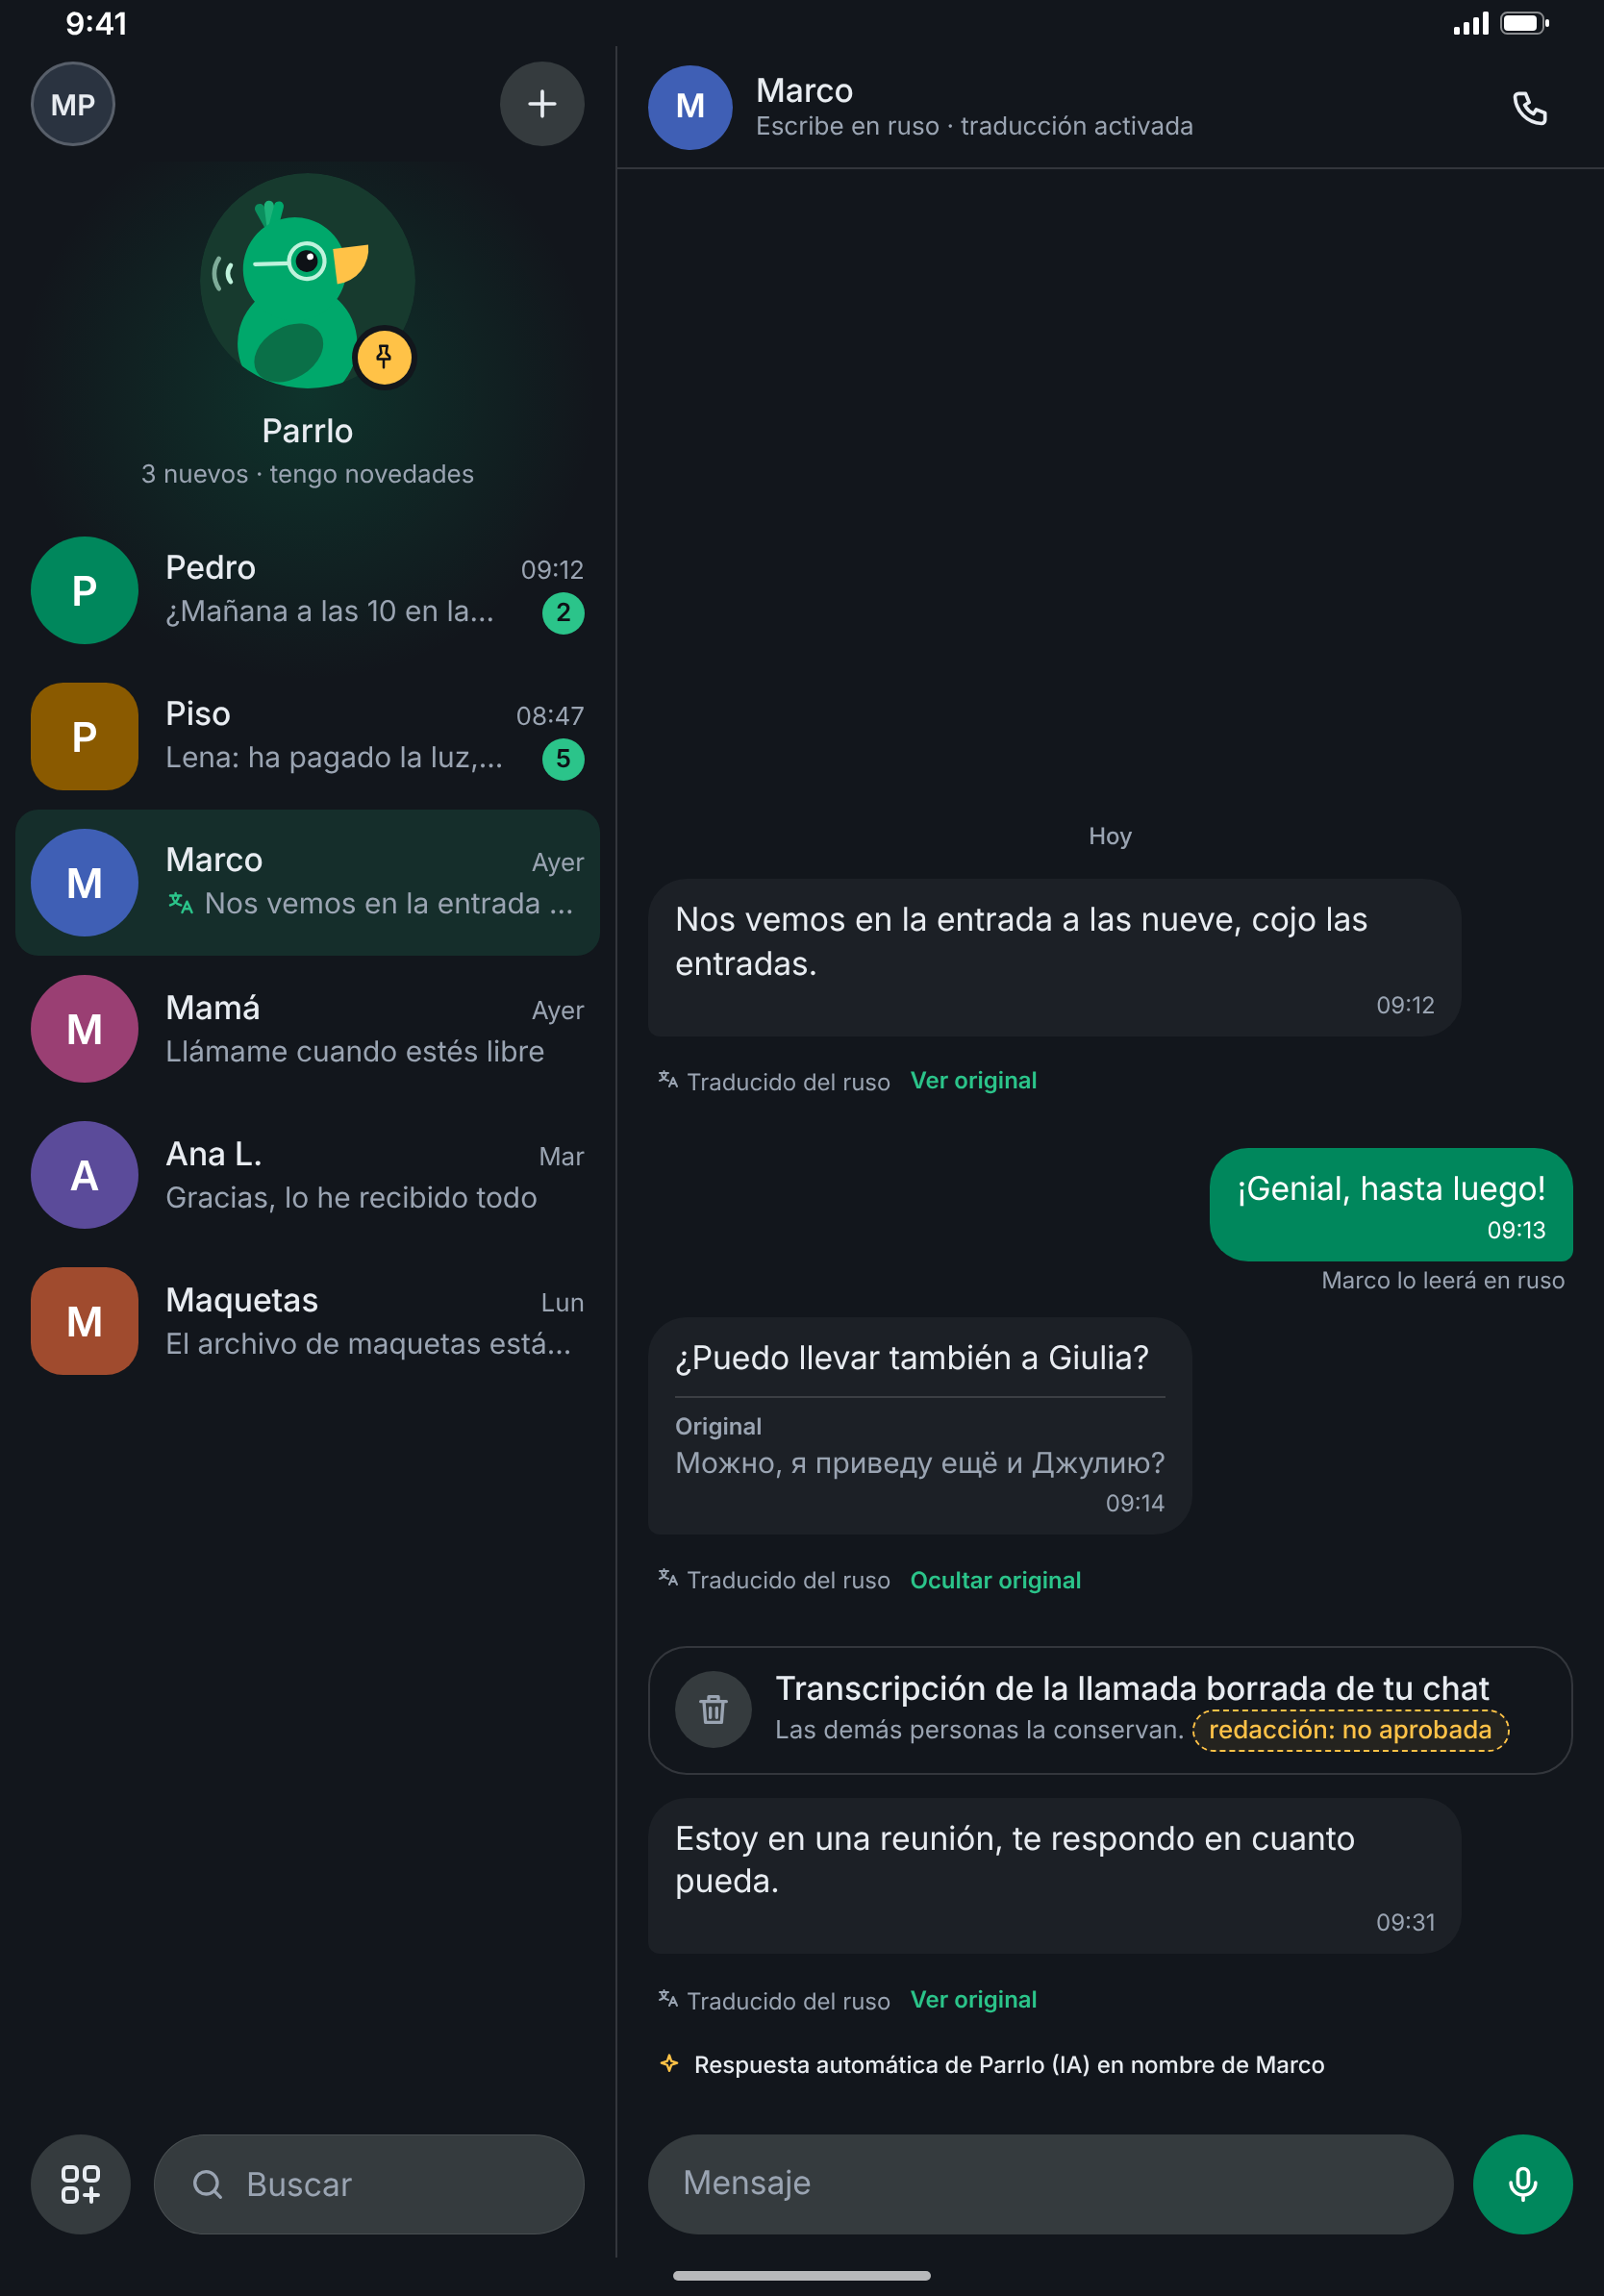 9:41
MP
Parrlo
3 nuevos · tengo novedades
P
Pedro
09:12
¿Mañana a las 10 en la...
2
P
Piso
08:47
Lena: ha pagado la luz,...
5
M
Marco
Ayer
Nos vemos en la entrada ...
M
Mamá
Ayer
Llámame cuando estés libre
A
Ana L.
Mar
Gracias, lo he recibido todo
M
Maquetas
Lun
El archivo de maquetas está...
Buscar
M
Marco
Escribe en ruso · traducción activada
Hoy
Nos vemos en la entrada a las nueve, cojo las
entradas.
09:12
Traducido del ruso Ver original
¡Genial, hasta luego!
09:13
Marco lo leerá en ruso
¿Puedo llevar también a Giulia?
Original
Можно, я приведу ещё и Джулию?
09:14
Traducido del ruso Ocultar original
Transcripción de la llamada borrada de tu chat
Las demás personas la conservan. redacción: no aprobada
Estoy en una reunión, te respondo en cuanto
pueda.
09:31
Traducido del ruso Ver original
Respuesta automática de Parrlo (IA) en nombre de Marco
Mensaje